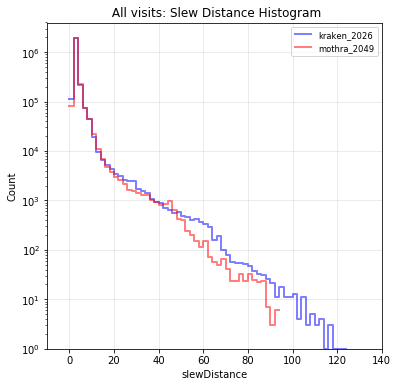 All visits: Slew Distance Histogram
kraken_2026
mothra_2049
10⁶
10⁵
10⁴
10³
10²
10¹
10⁰
Count
0 20 40 60 80 100 120 140
slewDistance